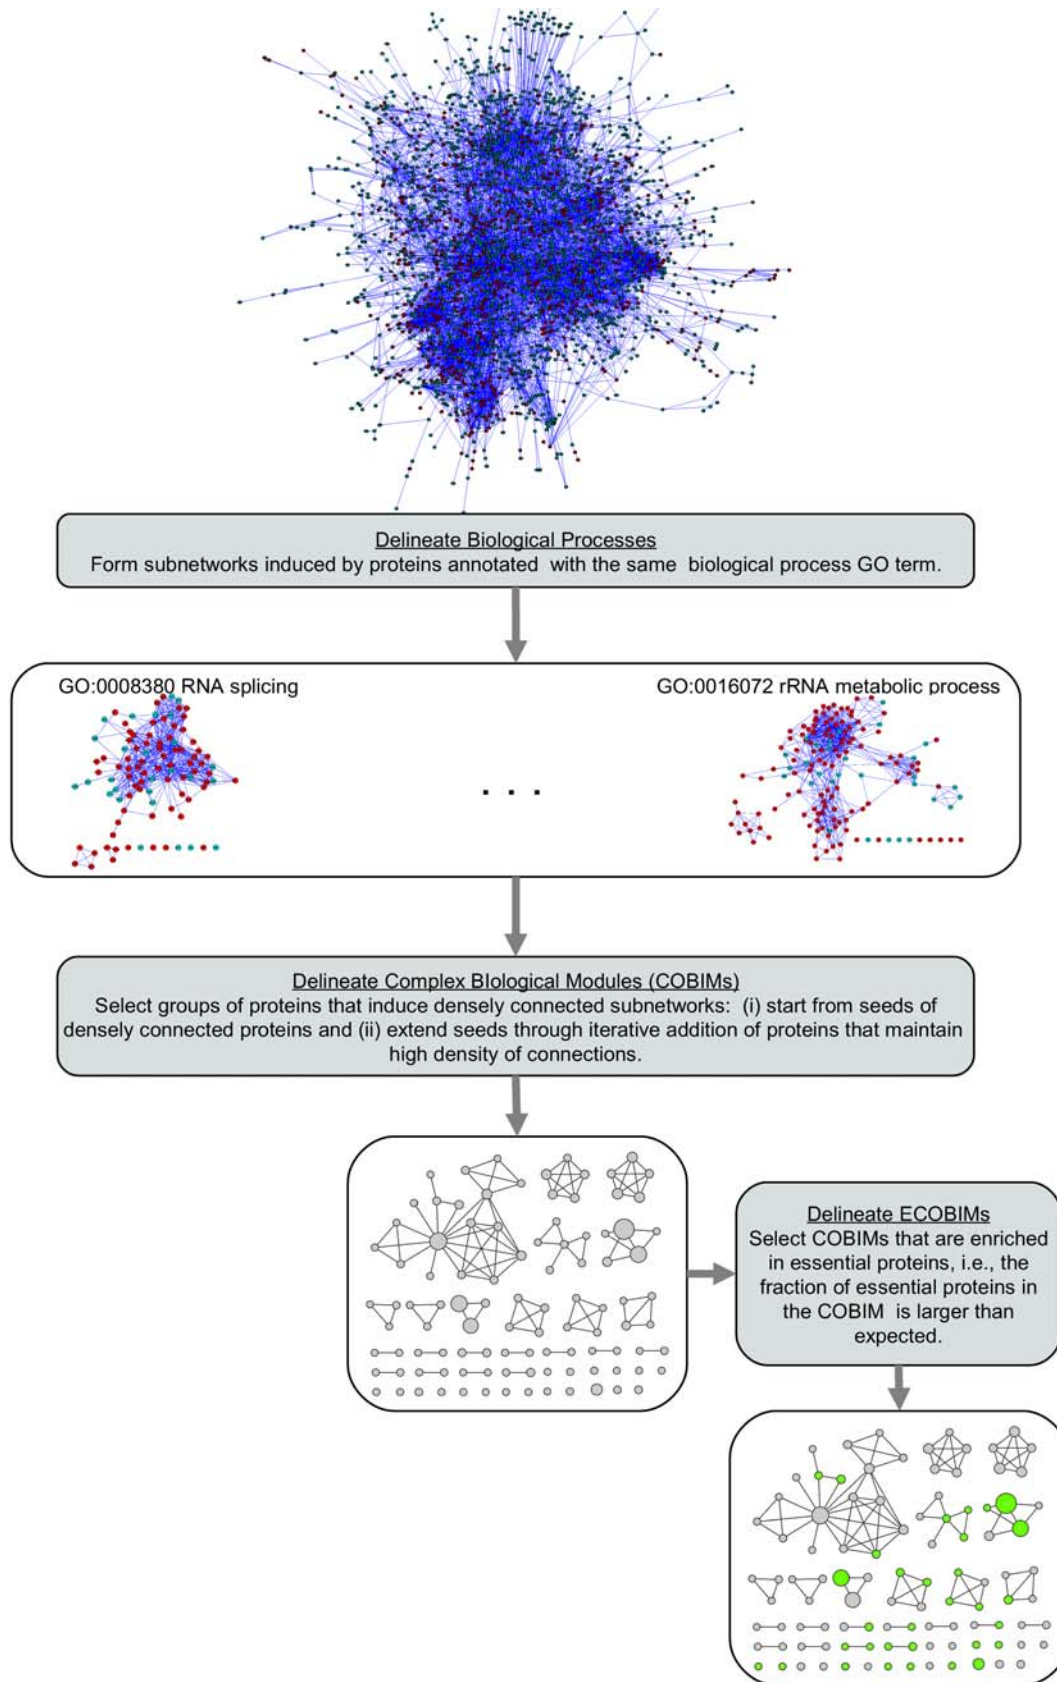 Delineate Biological Processes
Form subnetworks induced by proteins annotated with the same biological process GO term.
GO:0008380 RNA splicing
GO:0016072 rRNA metabolic process
. . .
Delineate Complex BIological Modules (COBIMs)
Select groups of proteins that induce densely connected subnetworks: (i) start from seeds of
densely connected proteins and (ii) extend seeds through iterative addition of proteins that maintain
high density of connections.
Delineate ECOBIMs
Select COBIMs that are enriched
in essential proteins, i.e., the
fraction of essential proteins in
the COBIM is larger than
expected.